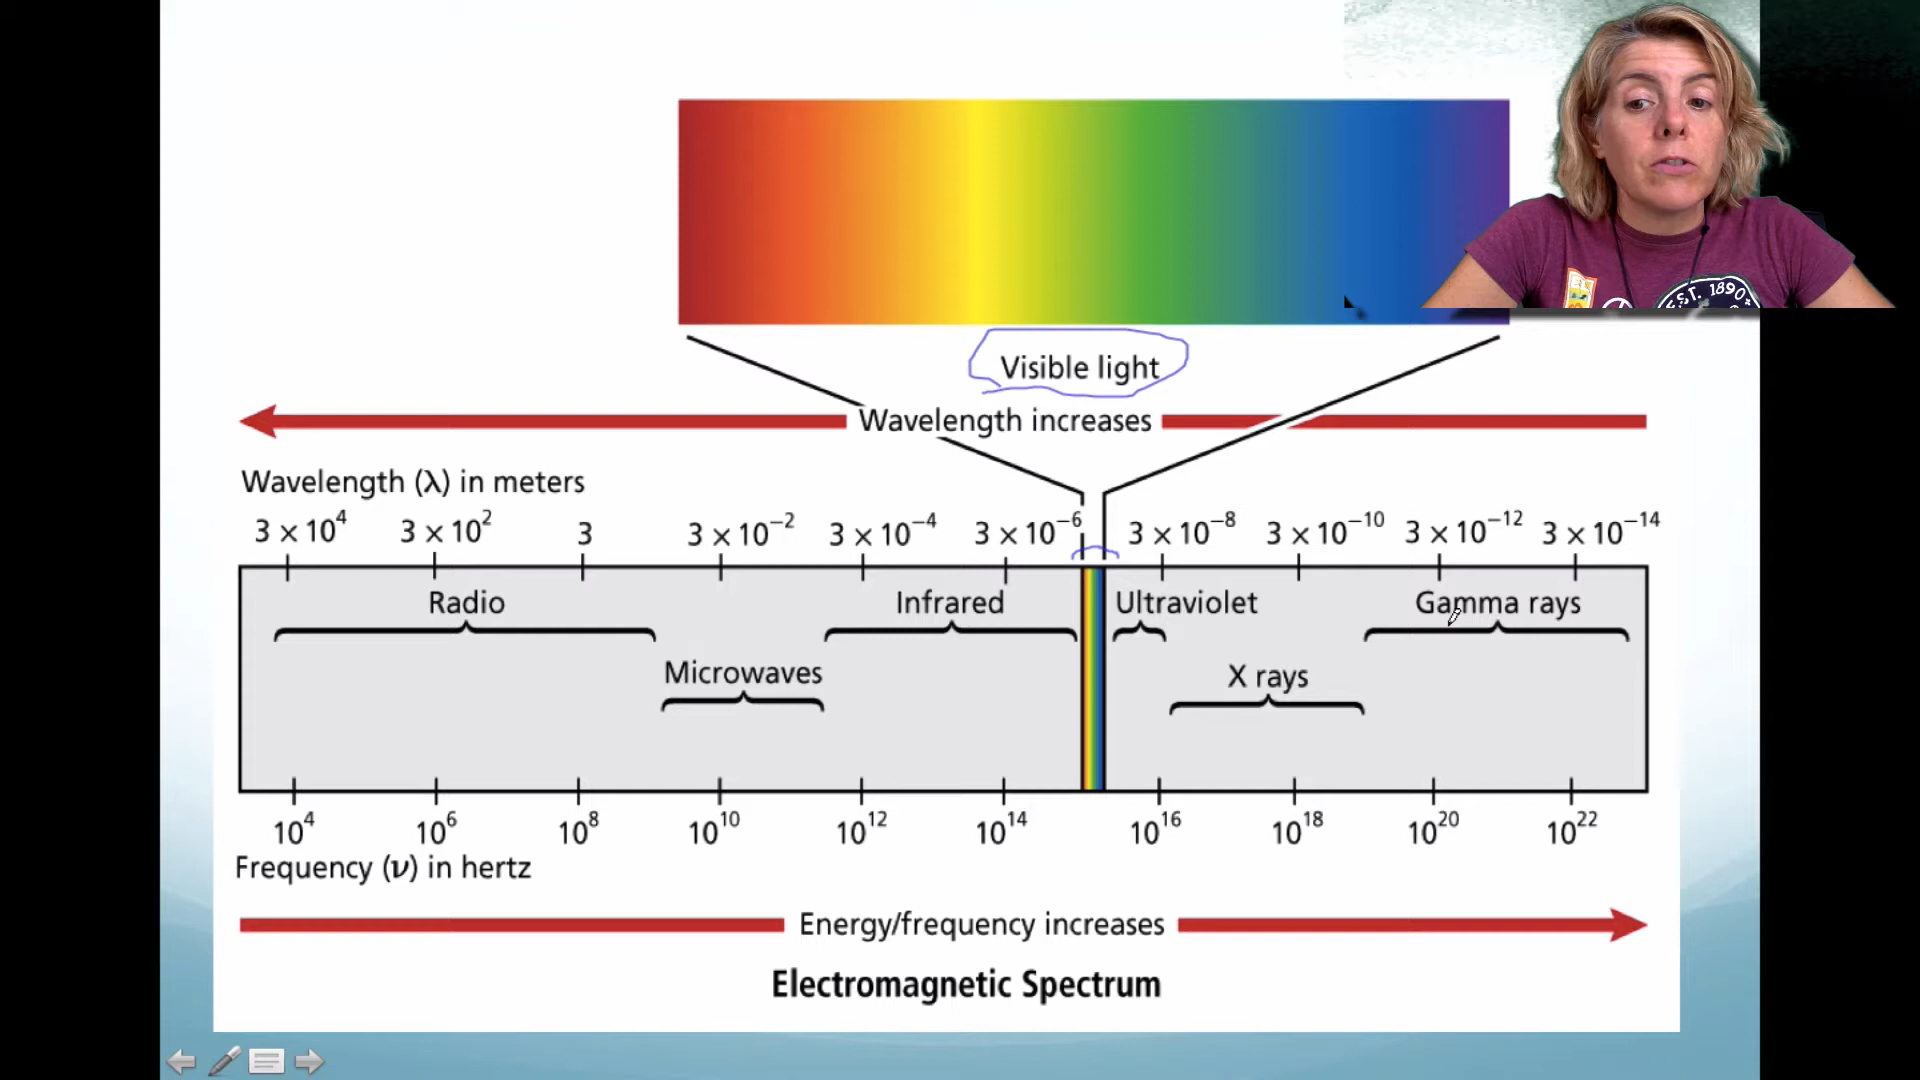 EST. 1890
Visible light
Wavelength increases
Wavelength (λ) in meters
3 × 10⁴ 3 × 10² 3 3 × 10⁻² 3 × 10⁻⁴ 3 × 10⁻⁶ 3 × 10⁻⁸ 3 × 10⁻¹⁰ 3 × 10⁻¹² 3 × 10⁻¹⁴
Radio Infrared Ultraviolet Gamma rays
Microwaves X rays
10⁴ 10⁶ 10⁸ 10¹⁰ 10¹² 10¹⁴ 10¹⁶ 10¹⁸ 10²⁰ 10²²
Frequency (ν) in hertz
Energy/frequency increases
Electromagnetic Spectrum